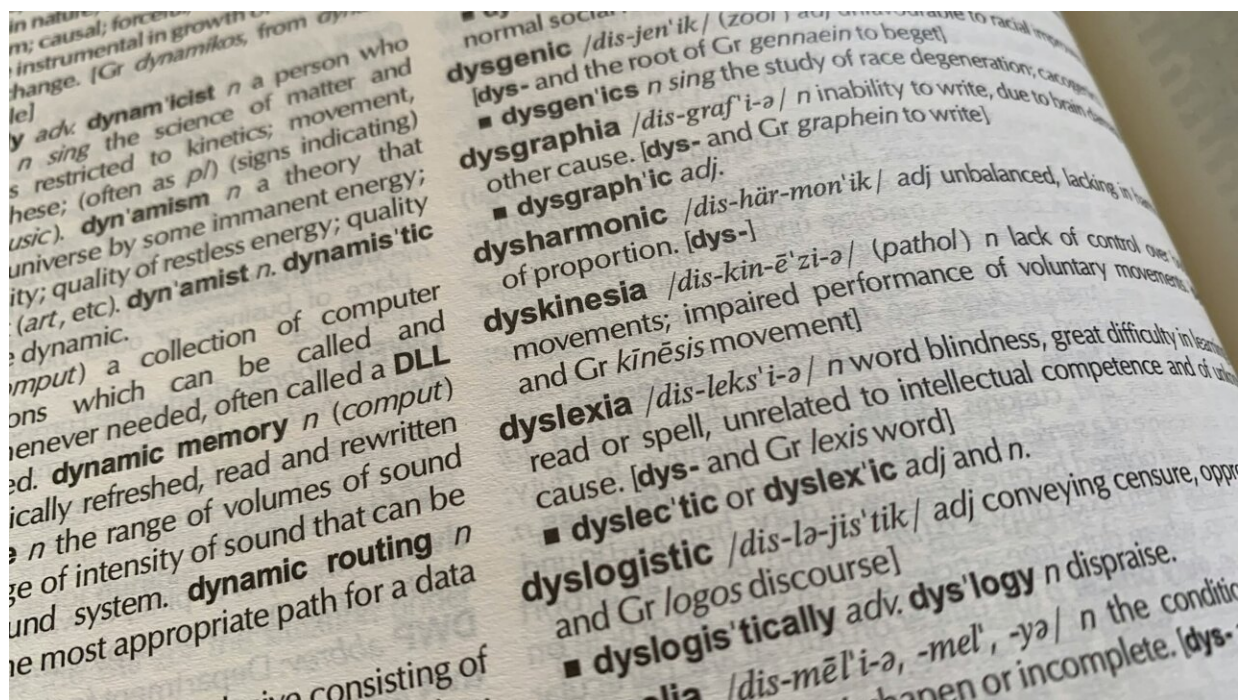 in nature
m; causal; forceful
instrumental in growth or
hange. [Gr dynamikos, from dynam
le]
y adv. dynam'icist n a person who
n sing the science of matter and
s restricted to kinetics; movement,
hese; (often as pl) (signs indicating)
usic). dyn'amism n a theory that
universe by some immanent energy;
ity; quality of restless energy; quality
(art, etc). dyn'amist n. dynamis'tic
dynamic.
omput) a collection of computer
ons which can be called and
enever needed, often called a DLL
ed. dynamic memory n (comput)
ically refreshed, read and rewritten
e n the range of volumes of sound
ge of intensity of sound that can be
und system. dynamic routing n
he most appropriate path for a data
consisting of
normal social
dysgenic /dis-jen'ik/ (zool) adj unfavourable to racial
[dys- and the root of Gr gennaein to beget]
■ dysgen'ics n sing the study of race degeneration; cacogenics
dysgraphia /dis-graf'i-ə/ n inability to write, due to brain
other cause. [dys- and Gr graphein to write]
■ dysgraph'ic adj.
dysharmonic /dis-här-mon'ik/ adj unbalanced, lacking in
of proportion. [dys-]
dyskinesia /dis-kin-ē'zi-ə/ (pathol) n lack of control over
movements; impaired performance of voluntary movements
and Gr kīnēsis movement]
dyslexia /dis-leks'i-ə/ n word blindness, great difficulty in learning
read or spell, unrelated to intellectual competence and of
cause. [dys- and Gr lexis word]
■ dyslec'tic or dyslex'ic adj and n.
dyslogistic /dis-lə-jis'tik/ adj conveying censure, oppro
and Gr logos discourse]
■ dyslogis'tically adv. dys'logy n dispraise.
/dis-mēl'i-ə, -mel', -yə/ n the conditio
or incomplete. [dys-